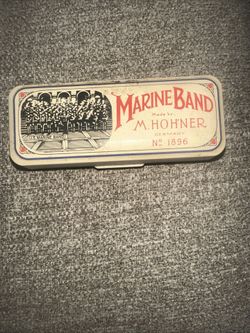 MARINE BAND
Made by
M. HOHNER
GERMANY
No 1896